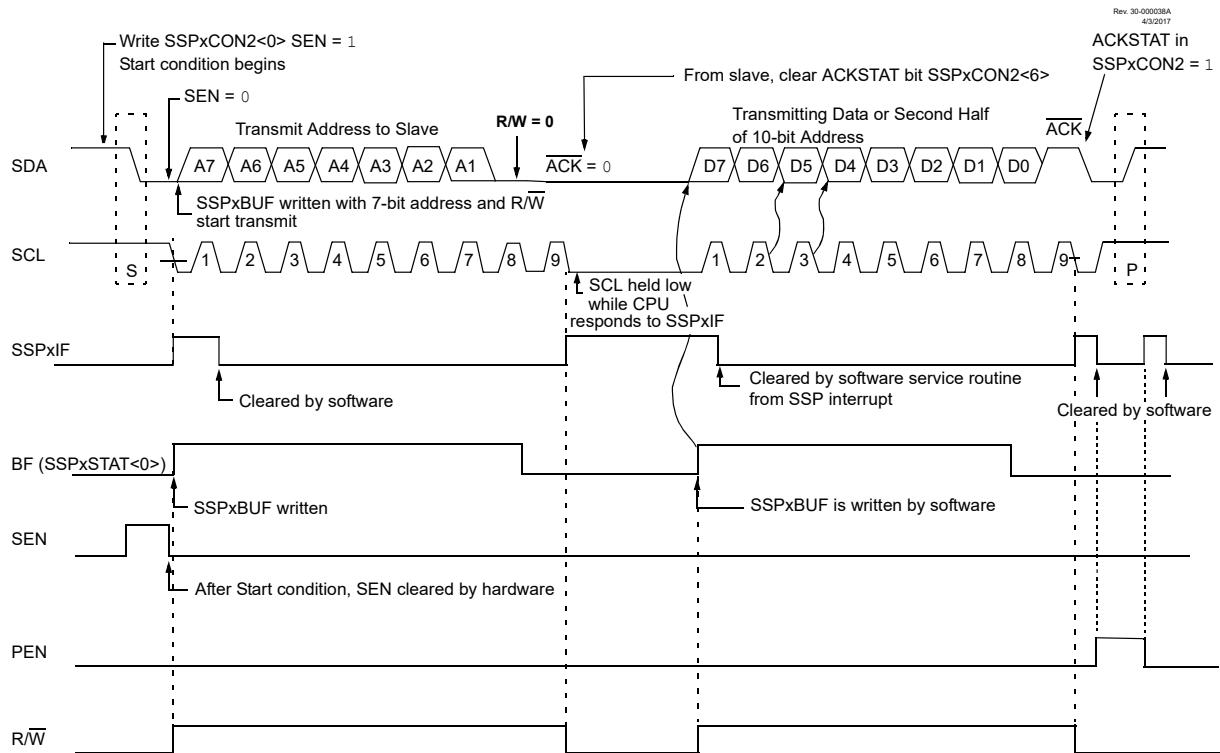 Rev. 30-000038A
4/3/2017
Write SSPxCON2<0> SEN = 1
Start condition begins
ACKSTAT in
SSPxCON2 = 1
From slave, clear ACKSTAT bit SSPxCON2<6>
SEN = 0
Transmit Address to Slave
R/W = 0
Transmitting Data or Second Half
of 10-bit Address
ACK
SDA
A7
A6
A5
A4
A3
A2
A1
ACK = 0
D7
D6
D5
D4
D3
D2
D1
D0
SSPxBUF written with 7-bit address and R/W
start transmit
SCL
S
1
2
3
4
5
6
7
8
9
1
2
3
4
5
6
7
8
9
P
SCL held low
while CPU
responds to SSPxIF
SSPxIF
Cleared by software
Cleared by software service routine
from SSP interrupt
Cleared by software
BF (SSPxSTAT<0>)
SSPxBUF written
SSPxBUF is written by software
SEN
After Start condition, SEN cleared by hardware
PEN
R/W